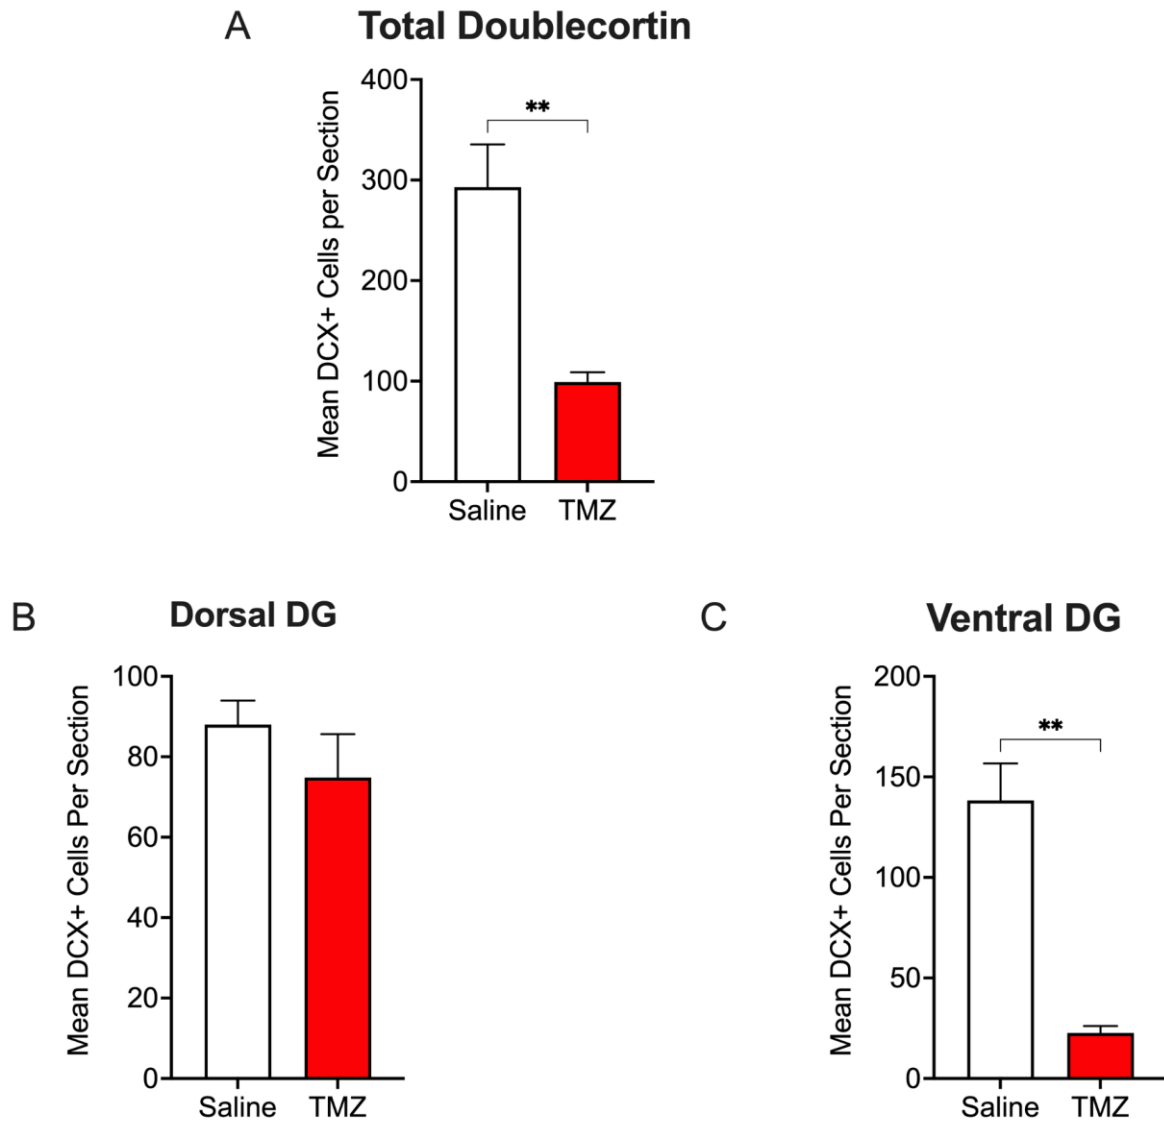 A
Total Doublecortin
Mean DCX+ Cells per Section
400
300
200
100
0
**
Saline
TMZ
B
Dorsal DG
Mean DCX+ Cells Per Section
100
80
60
40
20
0
Saline
TMZ
C
Ventral DG
Mean DCX+ Cells Per Section
200
150
100
50
0
**
Saline
TMZ